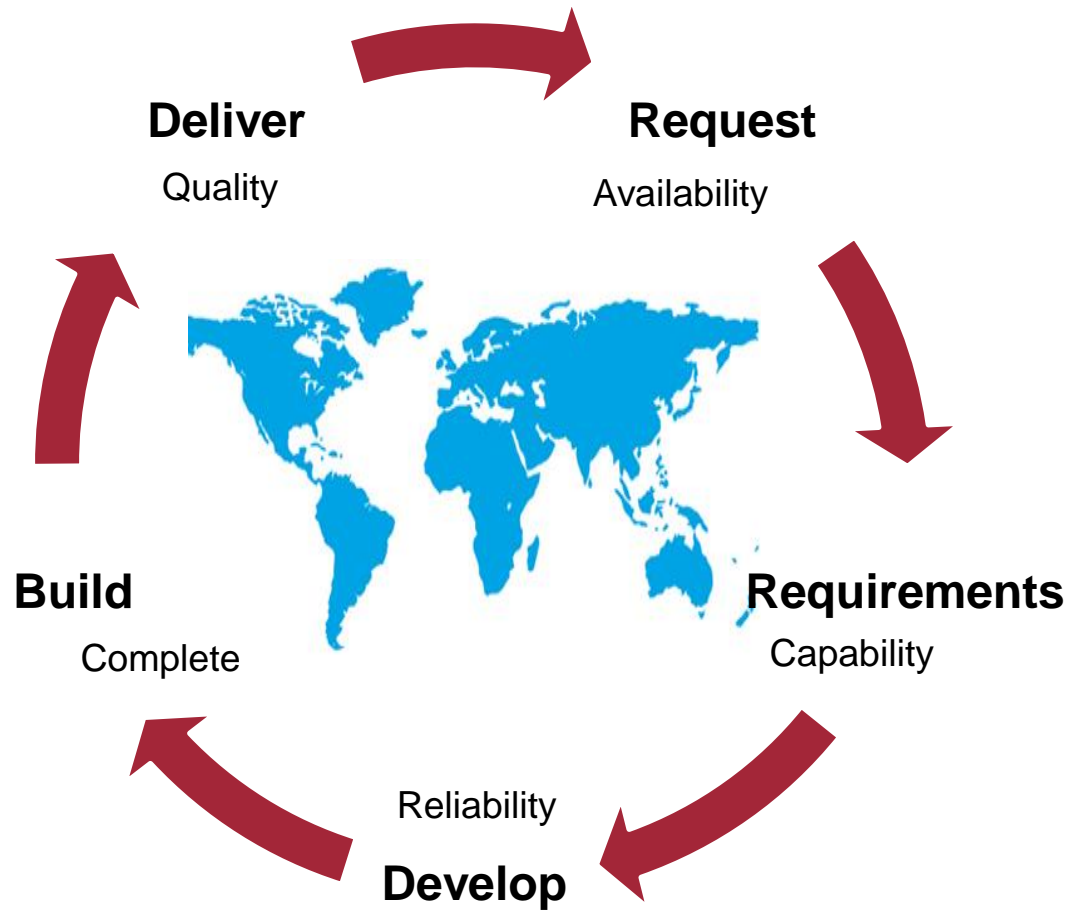 Deliver
Quality
Request
Availability
Requirements
Capability
Reliability
Develop
Build
Complete